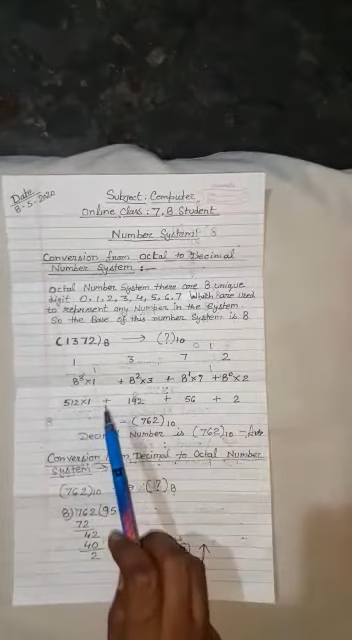 Date
8-5-2020
Subject: Computer
Online Class: 7, 8 Student
Number System: 8
Conversion from Octal to Decimal
Number System :-
Octal Number System there are 8 unique
digit 0, 1, 2, 3, 4, 5, 6, 7 Which are used
to represent any Number in the System
So the Base of this number System is 8
(1372)8 → (?)10
1 3 7 2
8³×1 + 8²×3 + 8¹×7 + 8⁰×2
512×1 + 192 + 56 + 2
(762)10
Number is (762)10
Conversion Decimal to Octal Number
System →
(762)10 (?)8
8)762(95
72
42
40
2